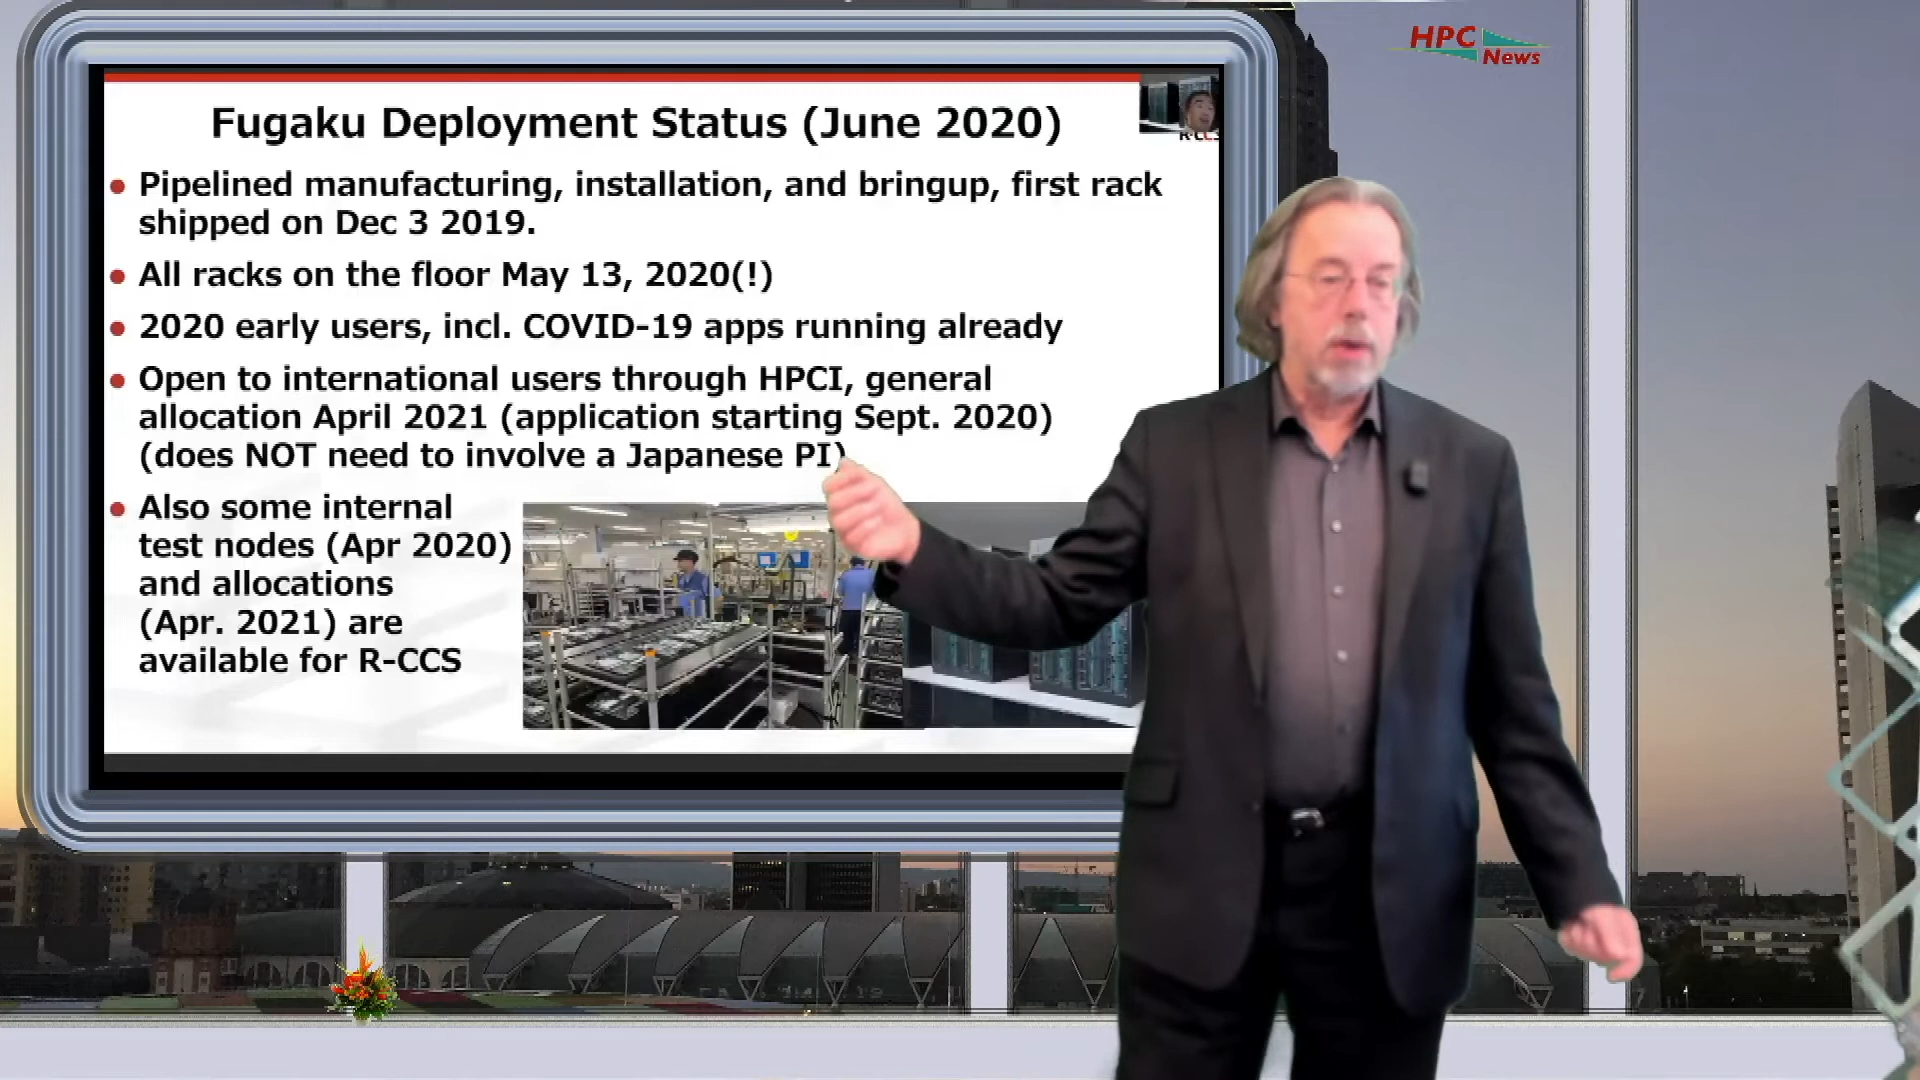 HPC
News
Fugaku Deployment Status (June 2020)
R-CCS
Pipelined manufacturing, installation, and bringup, first rack
shipped on Dec 3 2019.
All racks on the floor May 13, 2020(!)
2020 early users, incl. COVID-19 apps running already
Open to international users through HPCI, general
allocation April 2021 (application starting Sept. 2020)
(does NOT need to involve a Japanese PI)
Also some internal
test nodes (Apr 2020)
and allocations
(Apr. 2021) are
available for R-CCS